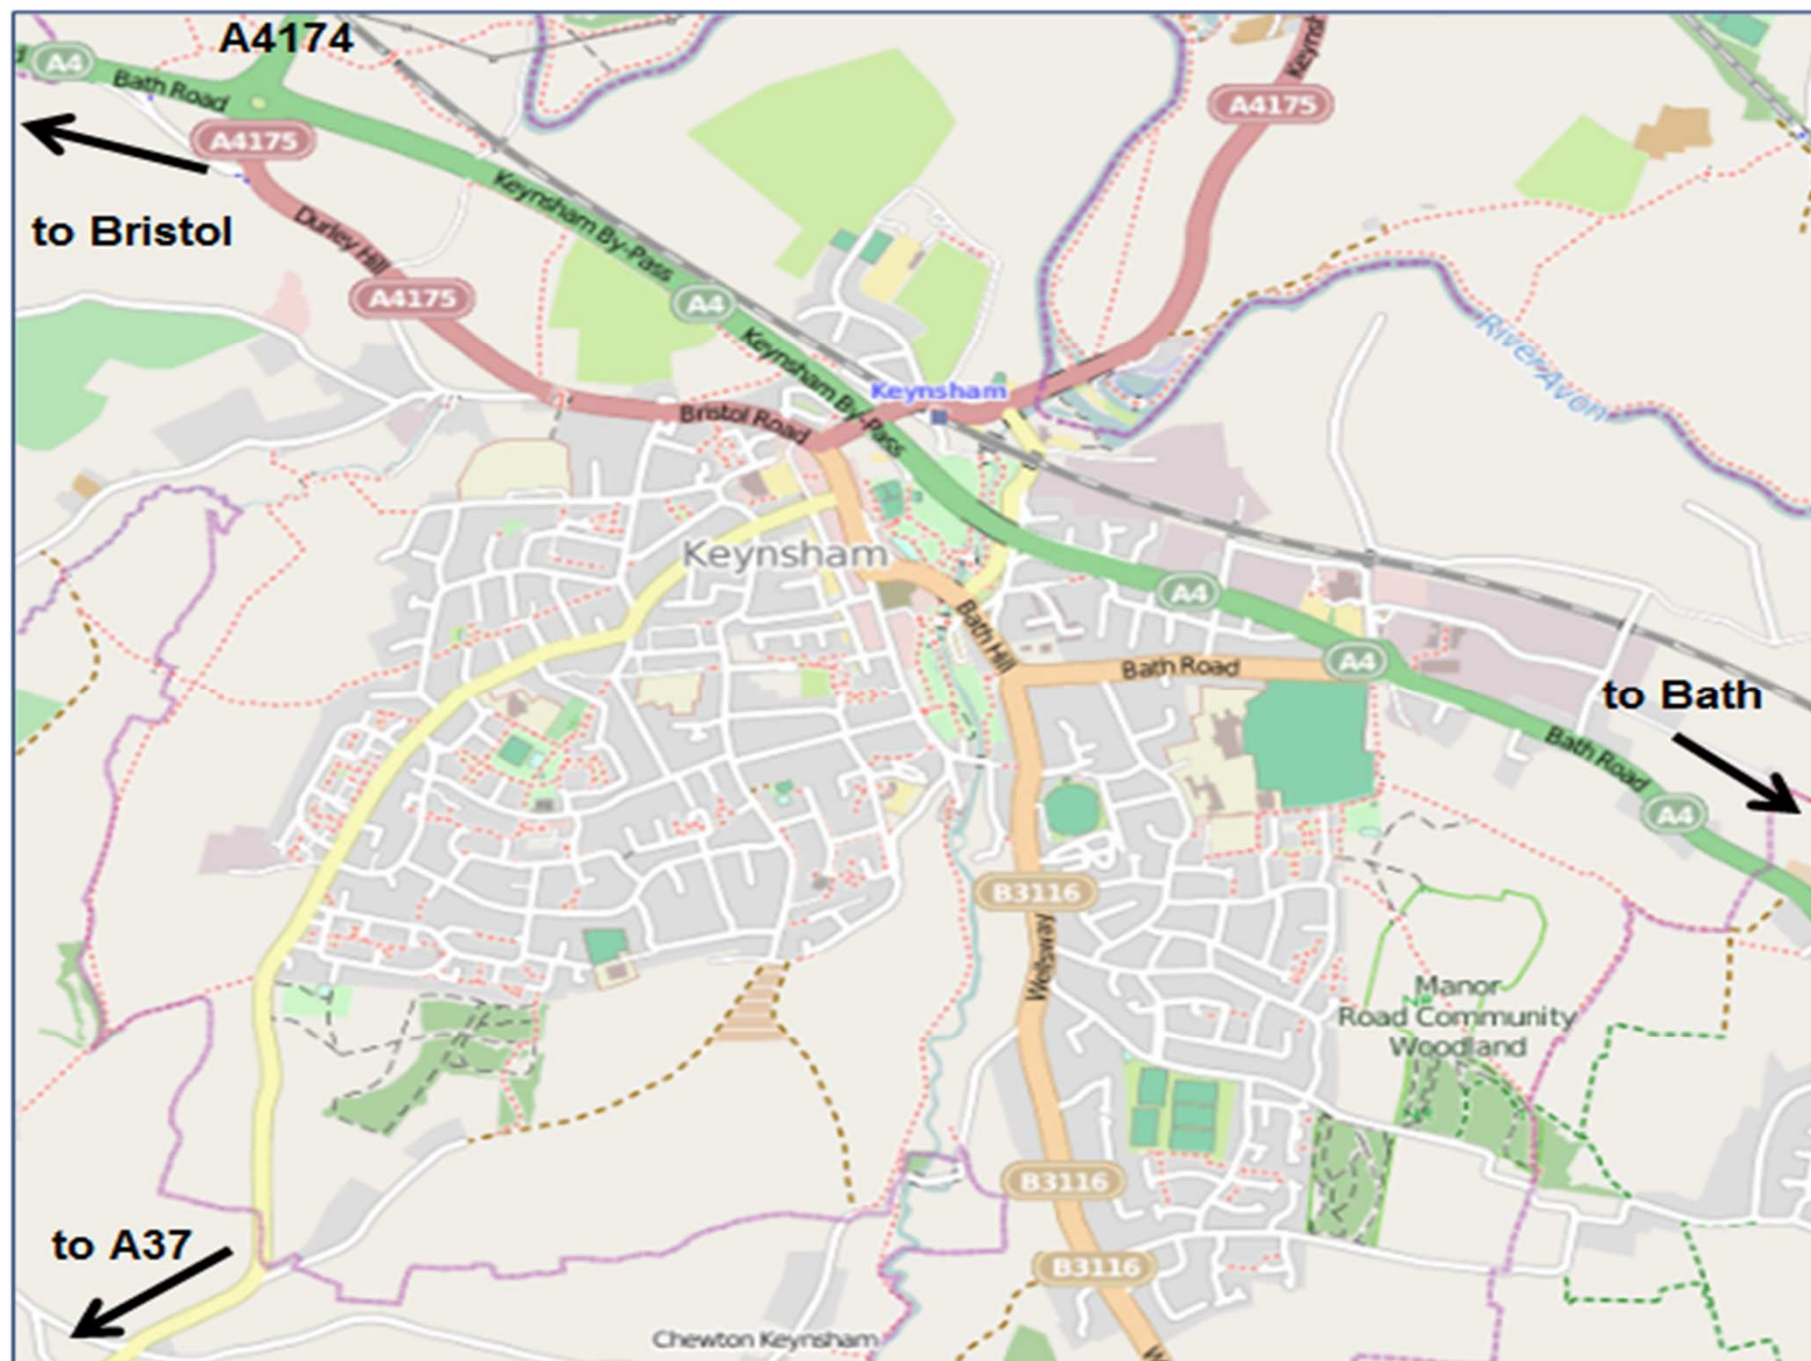 A4174
A4
Bath Road
A4175
Keynsh
A4175
to Bristol
Durley Hill
Keynsham By-Pass
A4175
A4
Keynsham By-Pass
River Avon
Keynsham
Bristol Road
Keynsham
A4
Bath Hill
Bath Road
A4
to Bath
Bath Road
A4
B3116
Wellsway
Manor
Road Community
Woodland
B3116
to A37
B3116
Chewton Keynsham
W